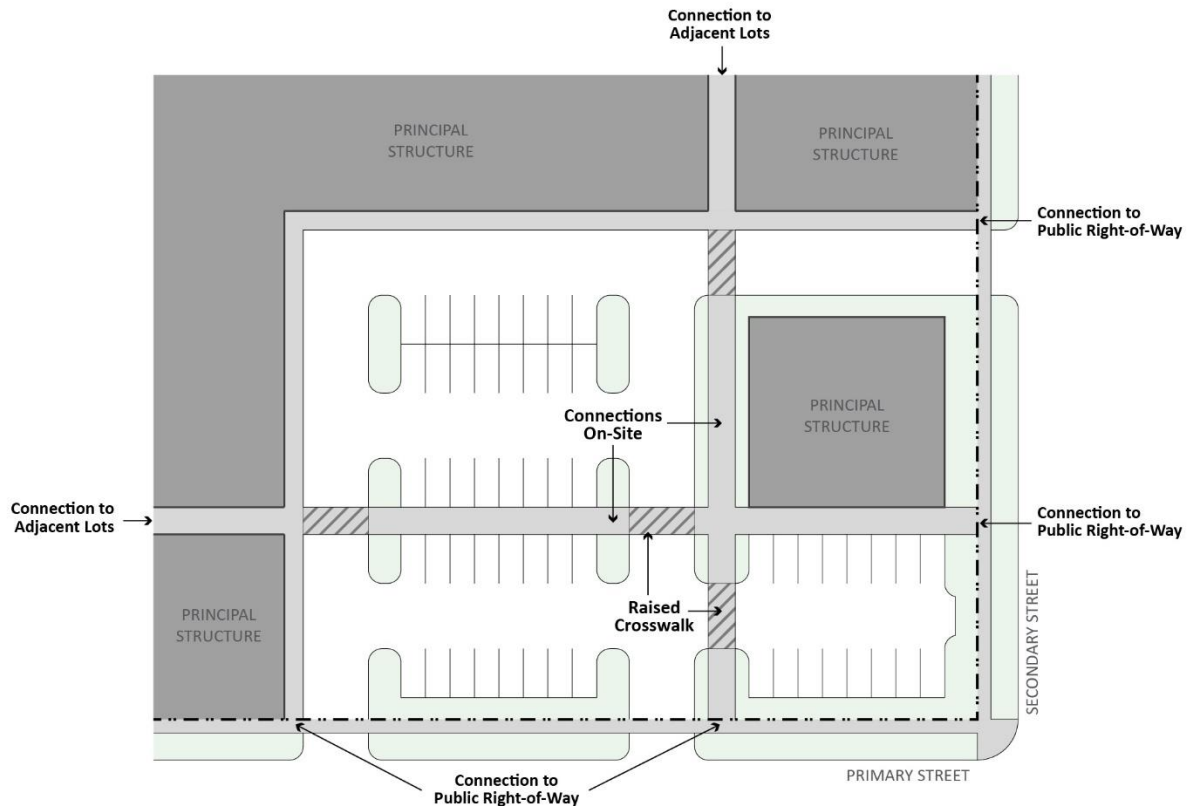 Connection to
Adjacent Lots
PRINCIPAL
STRUCTURE
PRINCIPAL
STRUCTURE
Connection to
Public Right-of-Way
PRINCIPAL
STRUCTURE
Connections
On-Site
Connection to
Adjacent Lots
Connection to
Public Right-of-Way
PRINCIPAL
STRUCTURE
Raised
Crosswalk
SECONDARY STREET
PRIMARY STREET
Connection to
Public Right-of-Way